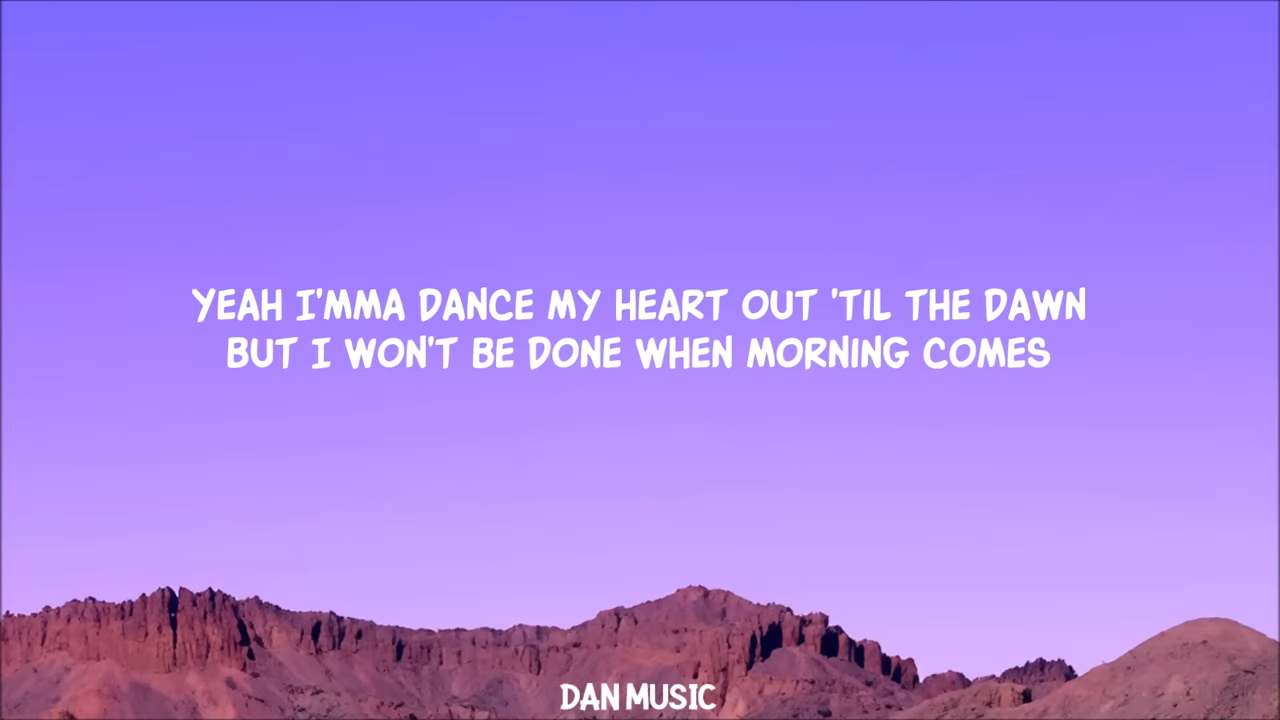 YEAH I'MMA DANCE MY HEART OUT 'TIL THE DAWN
BUT I WON'T BE DONE WHEN MORNING COMES
DAN MUSIC